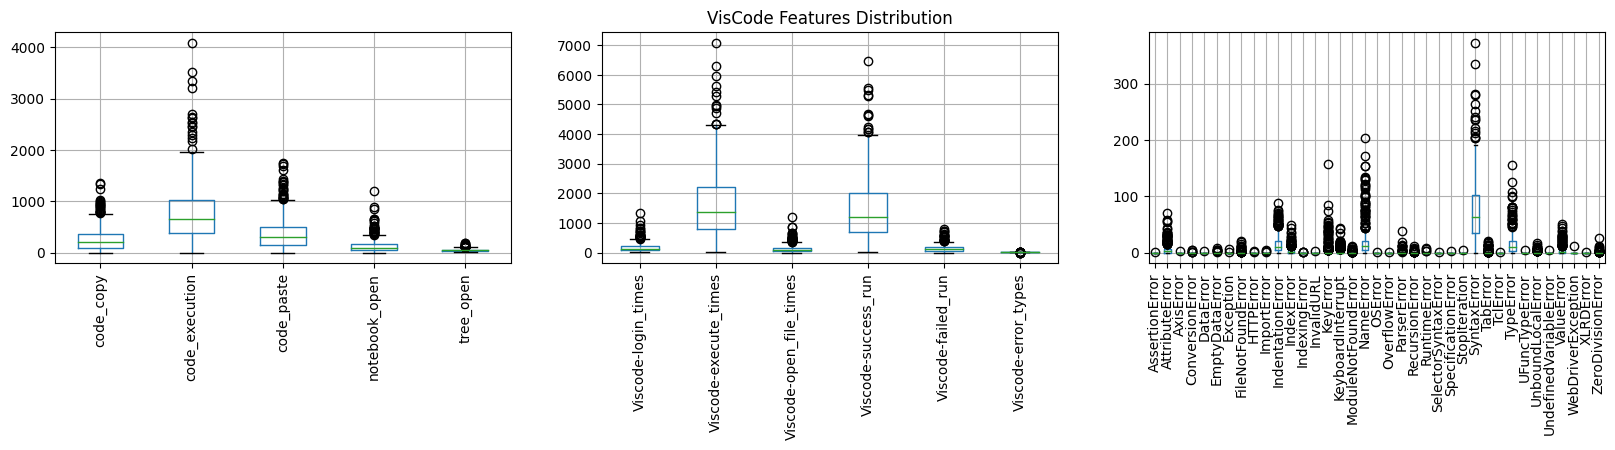 VisCode Features Distribution
4000
3000
2000
1000
0
code_copy
code_execution
code_paste
notebook_open
tree_open
7000
6000
5000
4000
3000
2000
1000
0
Viscode-login_times
Viscode-execute_times
Viscode-open_file_times
Viscode-success_run
Viscode-failed_run
Viscode-error_types
300
200
100
0
AssertionError
AttributeError
AxisError
ConversionError
DataError
EmptyDataError
Exception
FileNotFoundError
HTTPError
ImportError
IndentationError
IndexError
IndexingError
InvalidURL
KeyError
KeyboardInterrupt
ModuleNotFoundError
NameError
OSError
OverflowError
ParserError
RecursionError
RuntimeError
SelectorSyntaxError
SpecificationError
StopIteration
SyntaxError
TabError
TclError
TypeError
UFuncTypeError
UnboundLocalError
UndefinedVariableError
ValueError
WebDriverException
XLRDError
ZeroDivisionError